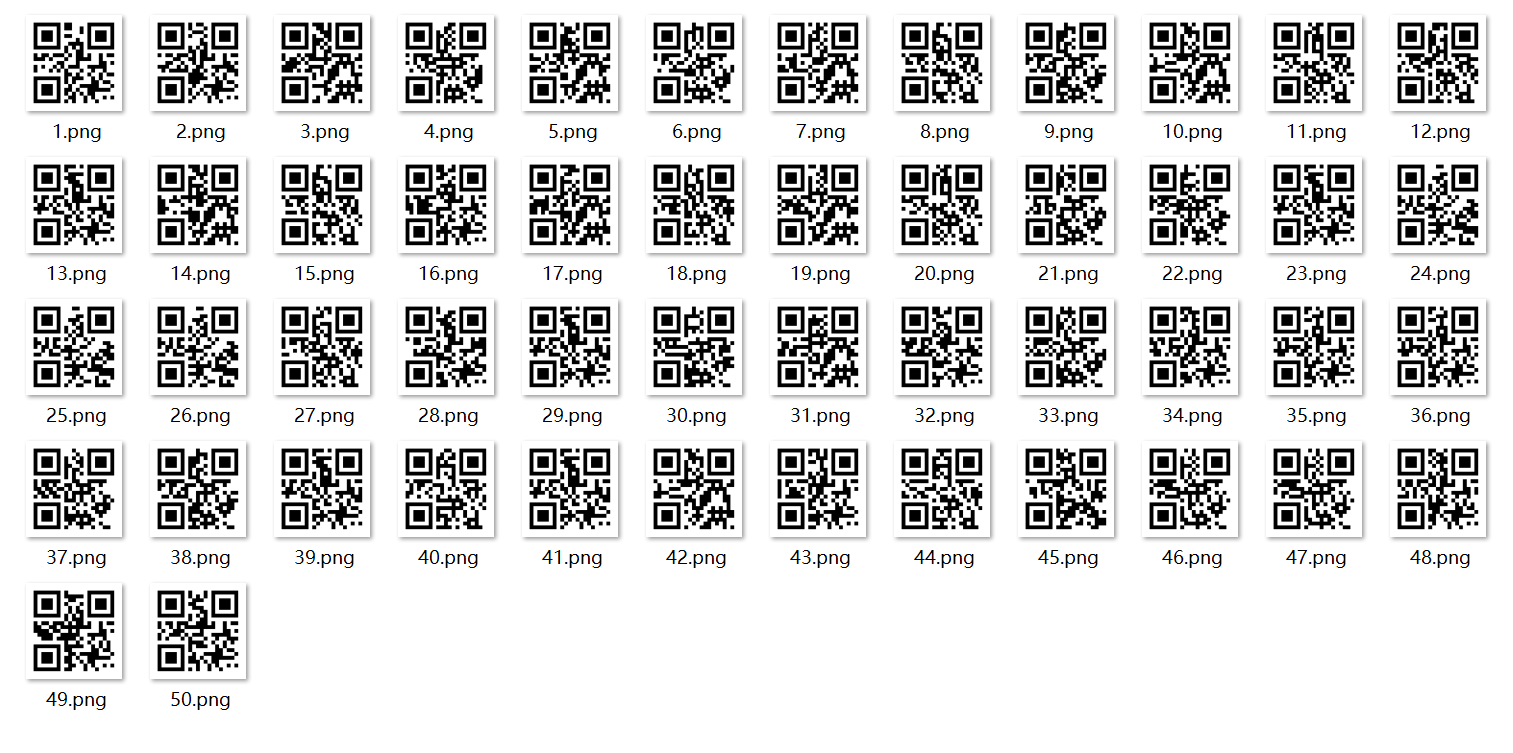 1.png 2.png 3.png 4.png 5.png 6.png 7.png 8.png 9.png 10.png 11.png 12.png
13.png 14.png 15.png 16.png 17.png 18.png 19.png 20.png 21.png 22.png 23.png 24.png
25.png 26.png 27.png 28.png 29.png 30.png 31.png 32.png 33.png 34.png 35.png 36.png
37.png 38.png 39.png 40.png 41.png 42.png 43.png 44.png 45.png 46.png 47.png 48.png
49.png 50.png